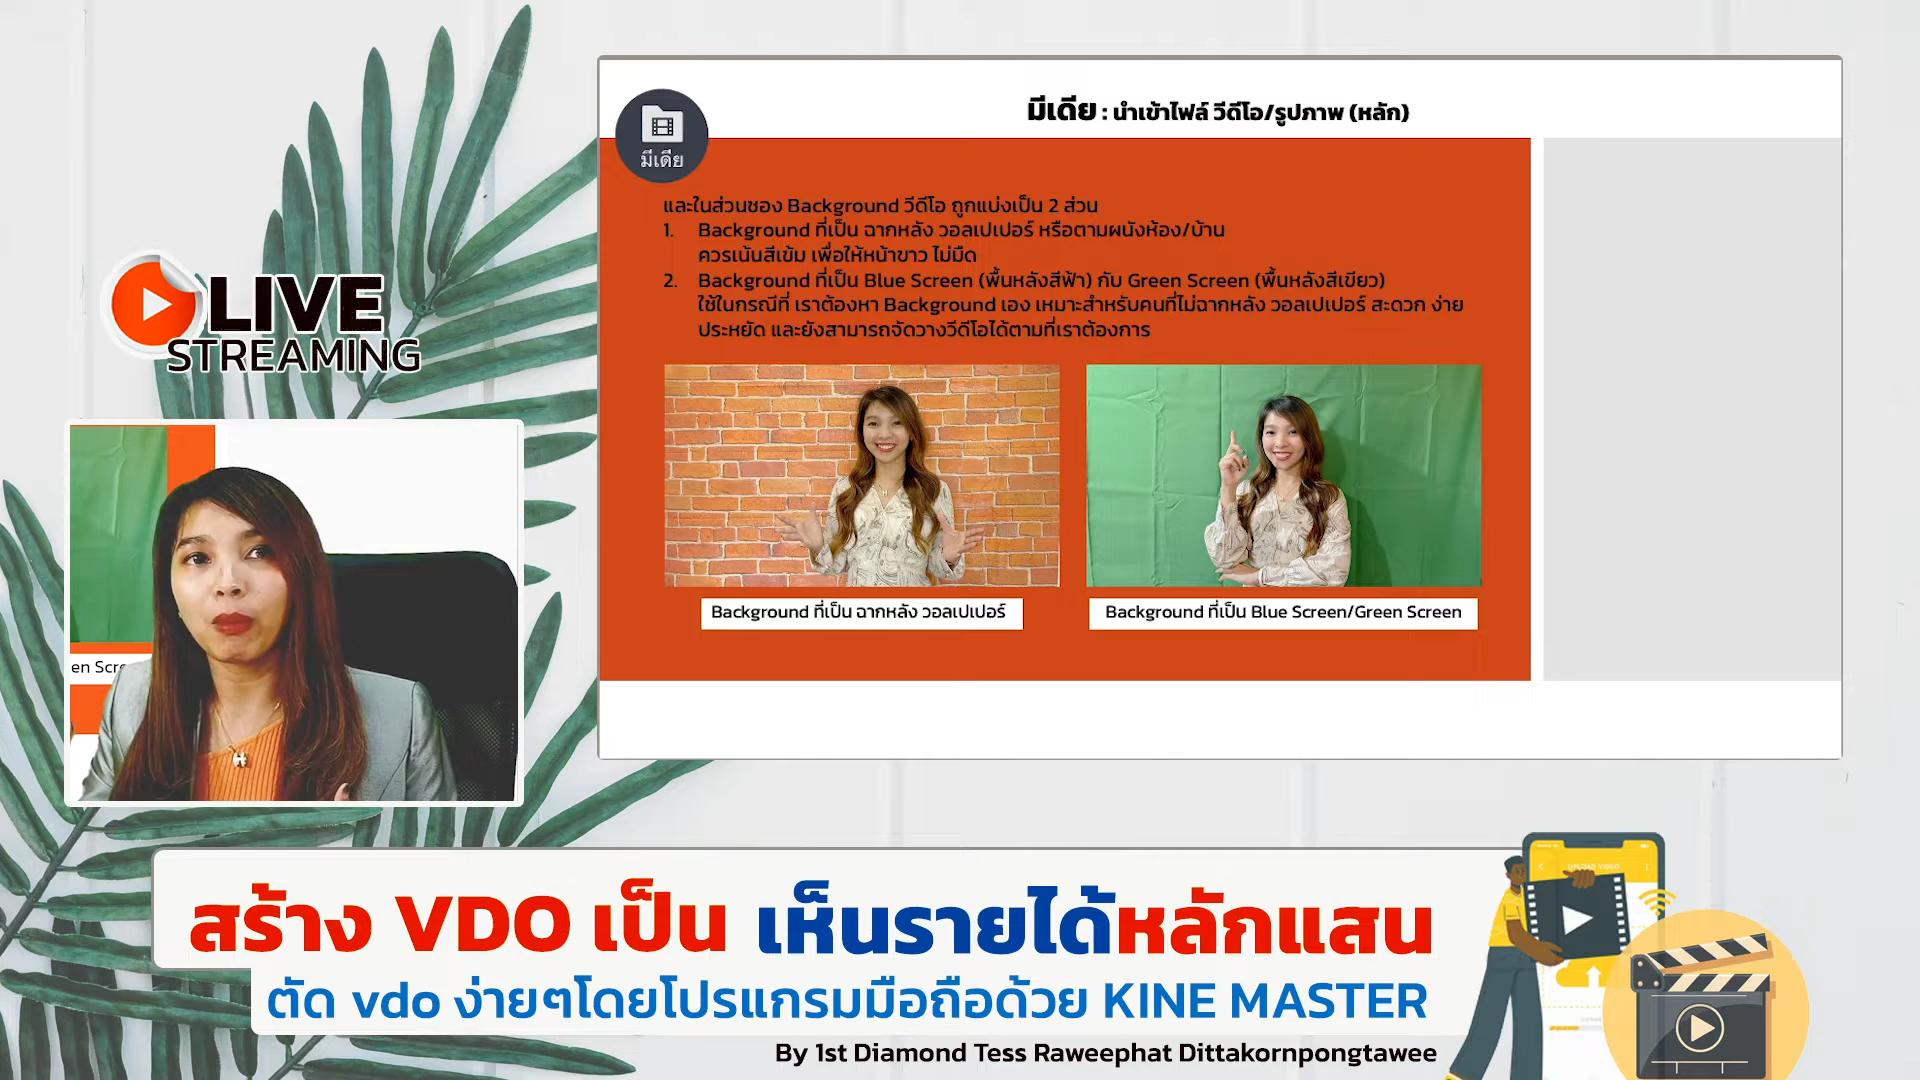 มีเดีย : นำเข้าไฟล์ วีดีโอ/รูปภาพ (หลัก)
มีเดีย
และในส่วนของ Background วีดีโอ ถูกแบ่งเป็น 2 ส่วน
1. Background ที่เป็น ฉากหลัง วอลเปเปอร์ หรือตามผนังห้อง/บ้าน
ควรเน้นสีเข้ม เพื่อให้หน้าขาว ไม่มืด
2. Background ที่เป็น Blue Screen (พื้นหลังสีฟ้า) กับ Green Screen (พื้นหลังสีเขียว)
ใช้ในกรณีที่ เราต้องหา Background เอง เหมาะสำหรับคนที่ไม่ฉากหลัง วอลเปเปอร์ สะดวก ง่าย
ประหยัด และยังสามารถจัดวางวีดีโอได้ตามที่เราต้องการ
Background ที่เป็น ฉากหลัง วอลเปเปอร์
Background ที่เป็น Blue Screen/Green Screen
LIVE
STREAMING
en Scre
สร้าง VDO เป็น เห็นรายได้หลักแสน
ตัด vdo ง่ายๆโดยโปรแกรมมือถือด้วย KINE MASTER
By 1st Diamond Tess Raweephat Dittakornpongtawee
UPLOAD VIDEO